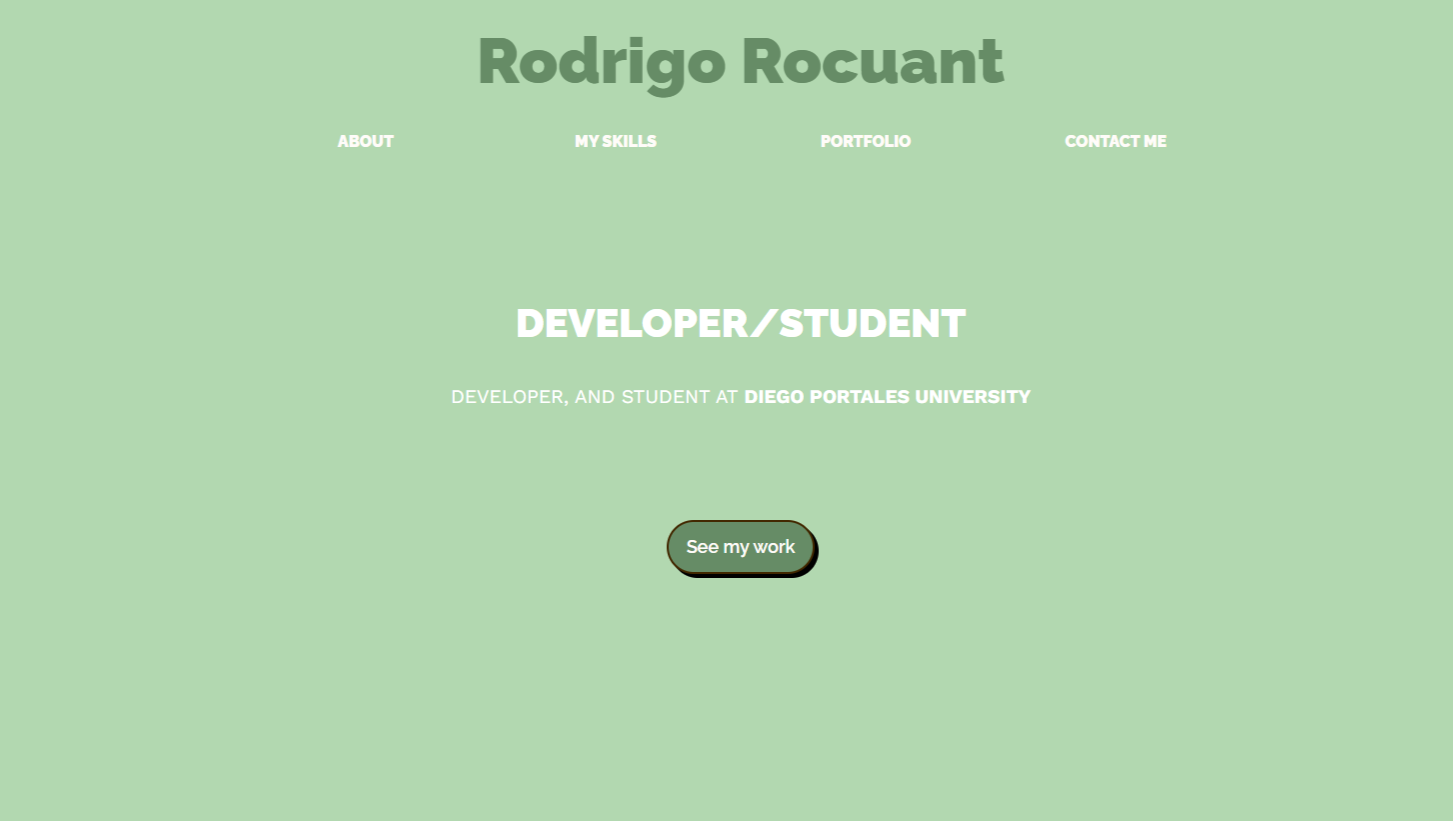 Rodrigo Rocuant
ABOUT MY SKILLS PORTFOLIO CONTACT ME
DEVELOPER/STUDENT
DEVELOPER, AND STUDENT AT DIEGO PORTALES UNIVERSITY
See my work